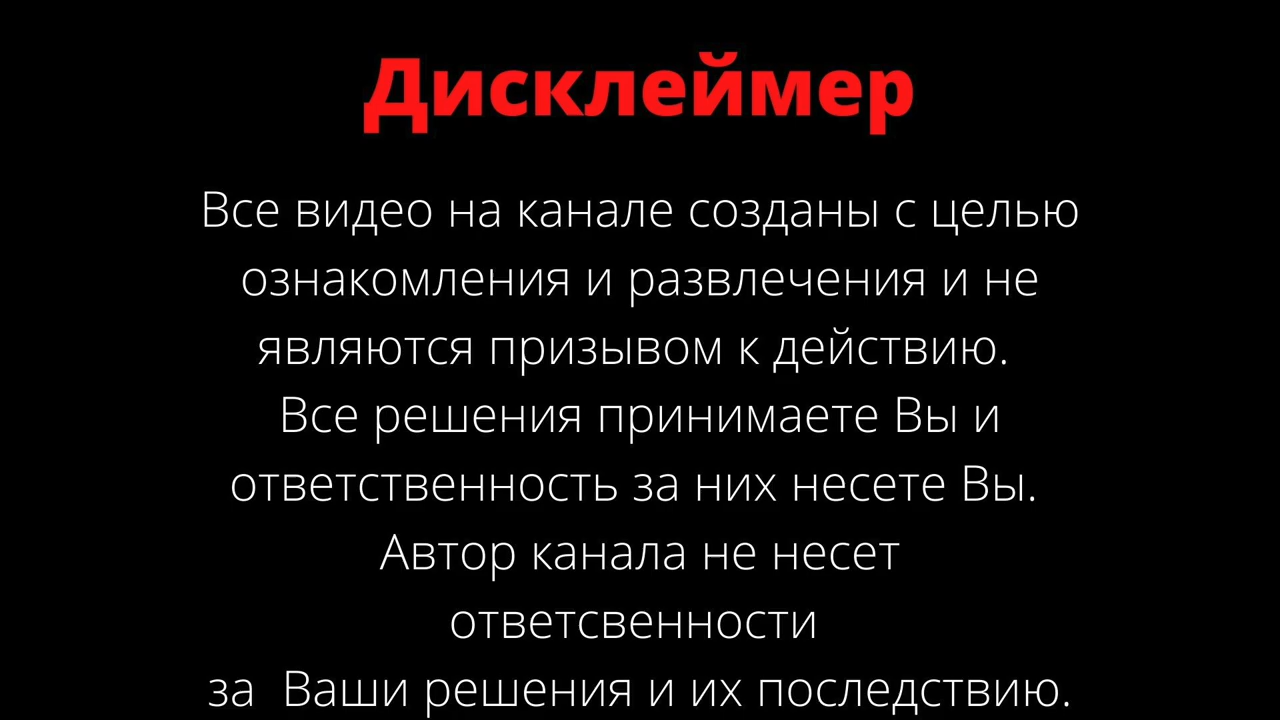 Дисклеймер
Все видео на канале созданы с целью
ознакомления и развлечения и не
являются призывом к действию.
Все решения принимаете Вы и
ответственность за них несете Вы.
Автор канала не несет
ответсвенности
за  Ваши решения и их последствию.